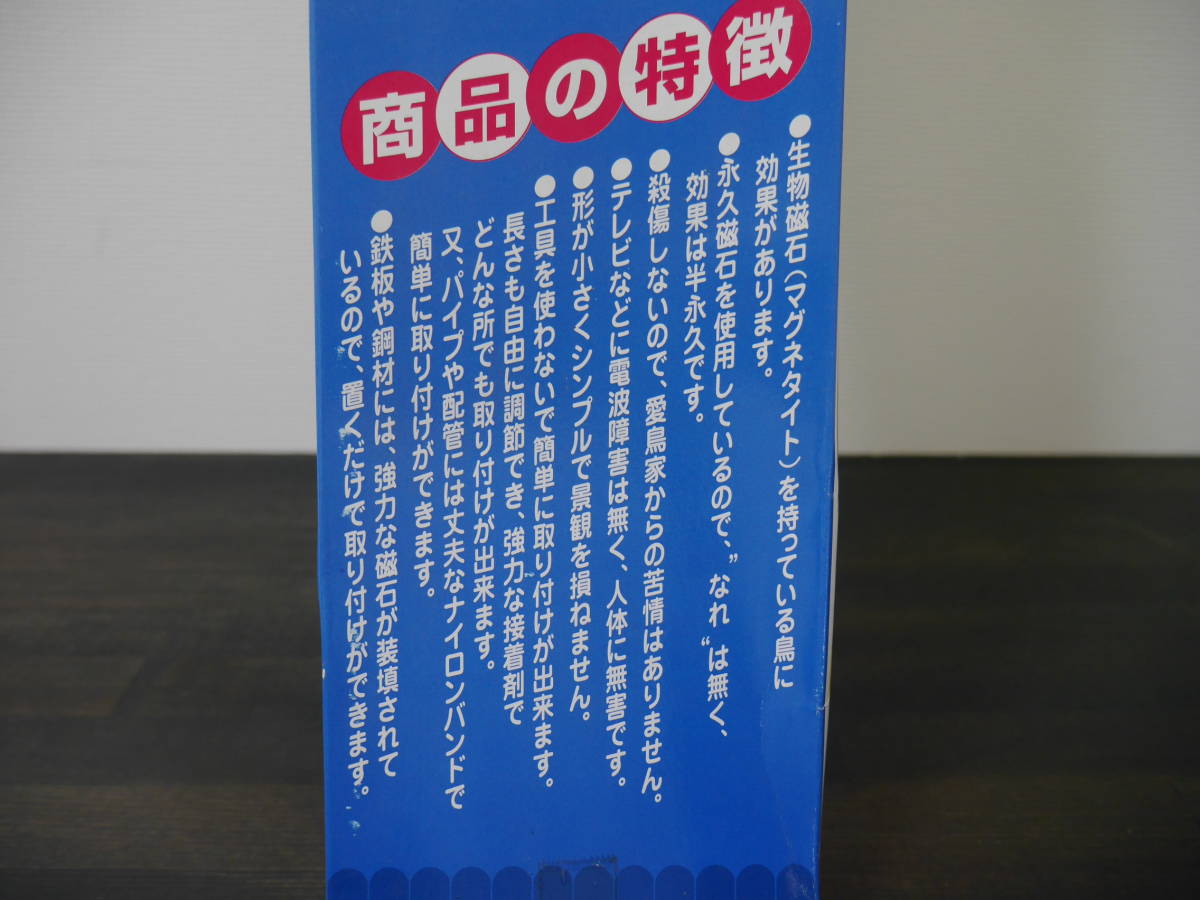 商品の特徴
●生物磁石(マグネタイト)を持っている鳥に
効果があります。
●永久磁石を使用しているので、”なれ“は無く、
効果は半永久です。
●殺傷しないので、愛鳥家からの苦情はありません。
●テレビなどに電波障害は無く、人体に無害です。
●形が小さくシンプルで景観を損ねません。
●工具を使わないで簡単に取り付けが出来ます。
長さも自由に調節でき、強力な接着剤で
どんな所でも取り付けが出来ます。
又、パイプや配管には丈夫なナイロンバンドで
簡単に取り付けができます。
●鉄板や鋼材には、強力な磁石が装填されて
いるので、置くだけで取り付けができます。